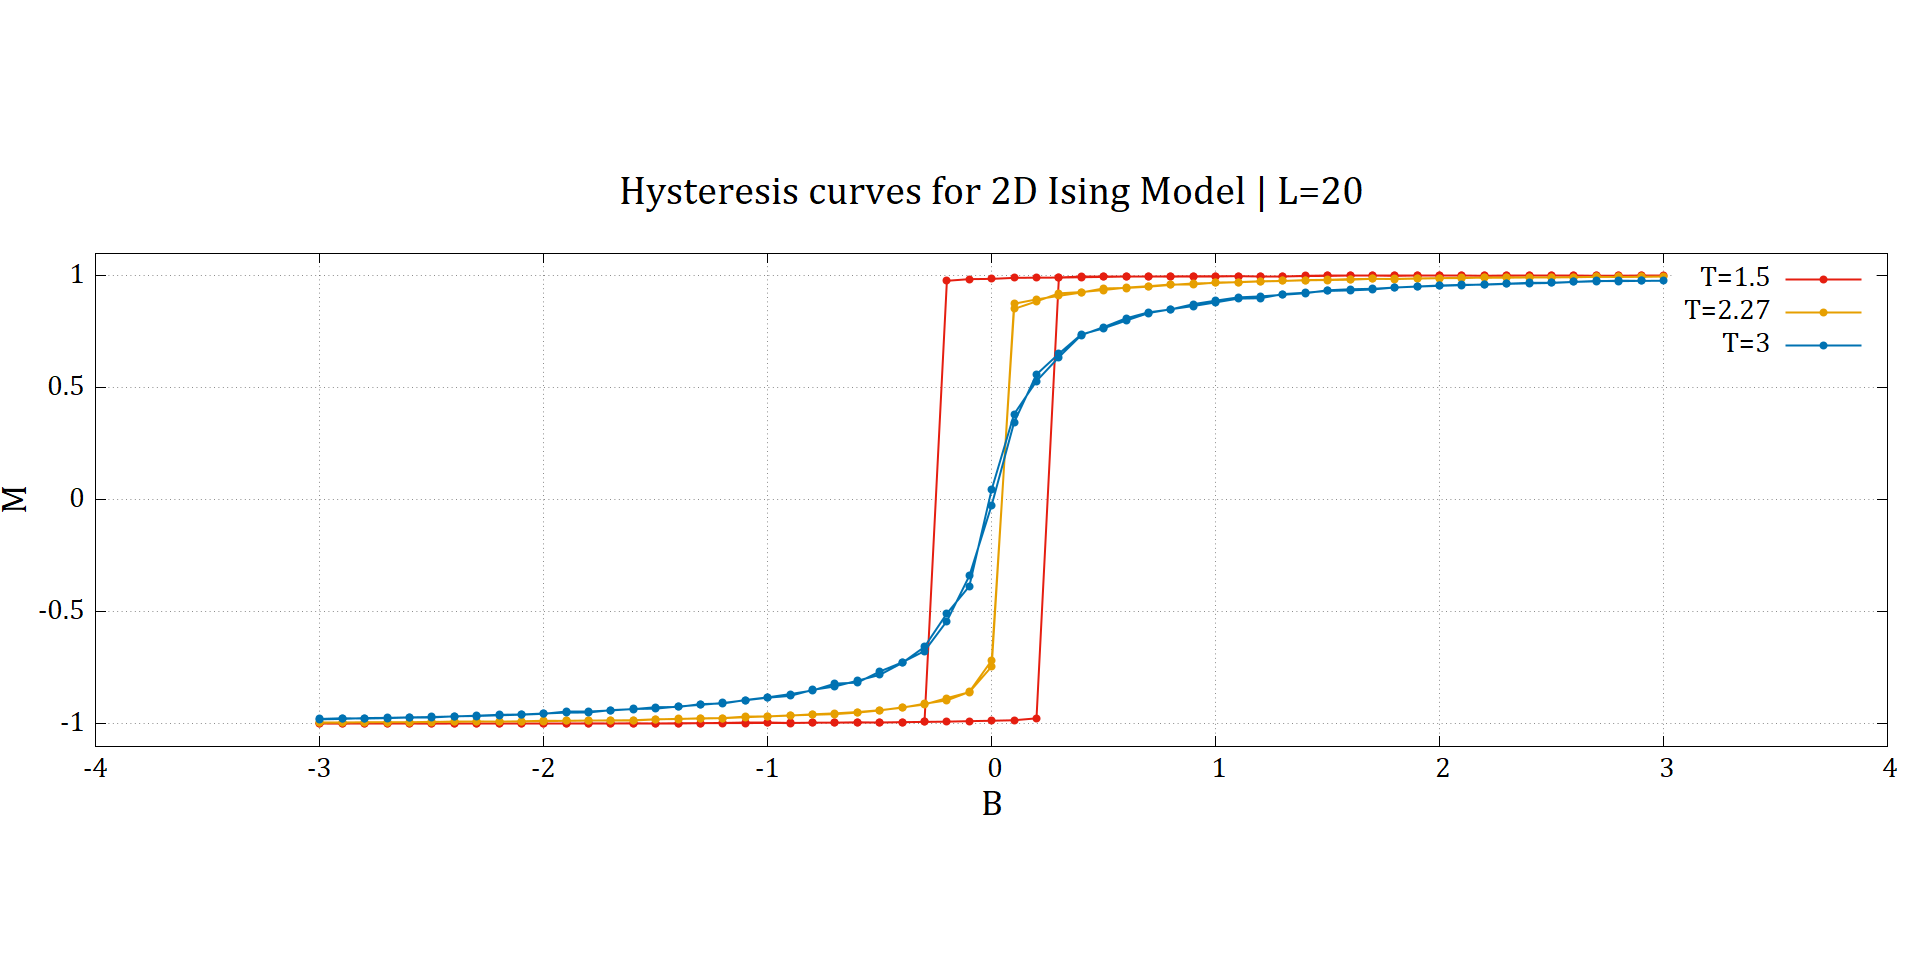 Hysteresis curves for 2D Ising Model | L=20
T=1.5
T=2.27
T=3
1
0.5
0
-0.5
-1
M
-4 -3 -2 -1 0 1 2 3 4
B